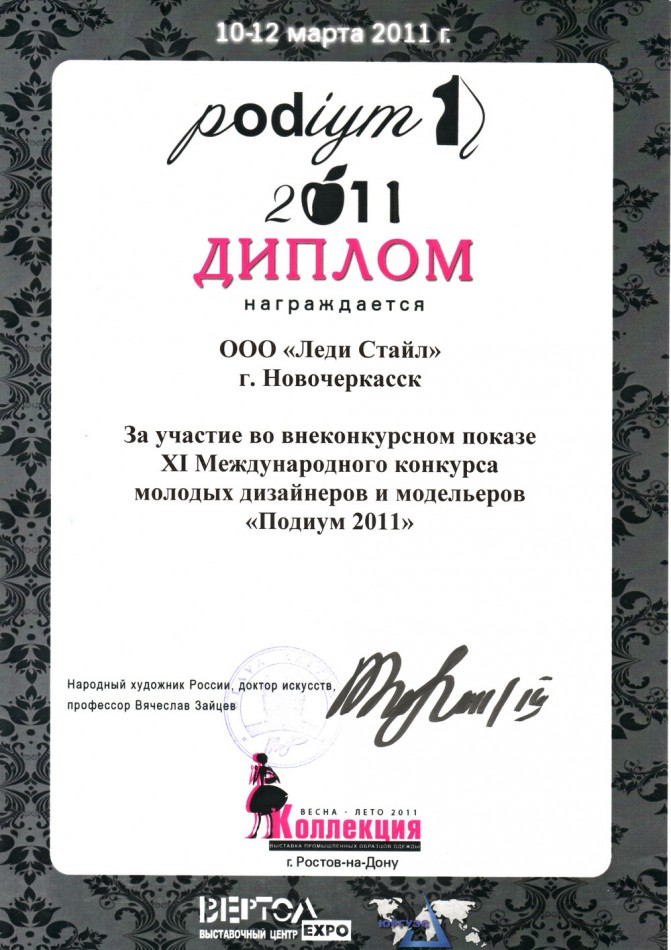 10-12 марта 2011 г.
podiym 1
2011
ДИПЛОМ
награждается
ООО «Леди Стайл»
г. Новочеркасск
За участие во внеконкурсном показе
XI Международного конкурса
молодых дизайнеров и модельеров
«Подиум 2011»
Народный художник России, доктор искусств,
профессор Вячеслав Зайцев
ВЕСНА - ЛЕТО 2011
Коллекция
ВЫСТАВКА ПРОМЫШЛЕННЫХ ОБРАЗЦОВ ОДЕЖДЫ
г. Ростов-на-Дону
ВЕРТОЛ
ВЫСТАВОЧНЫЙ ЦЕНТР EXPO
ЮРГУЭС